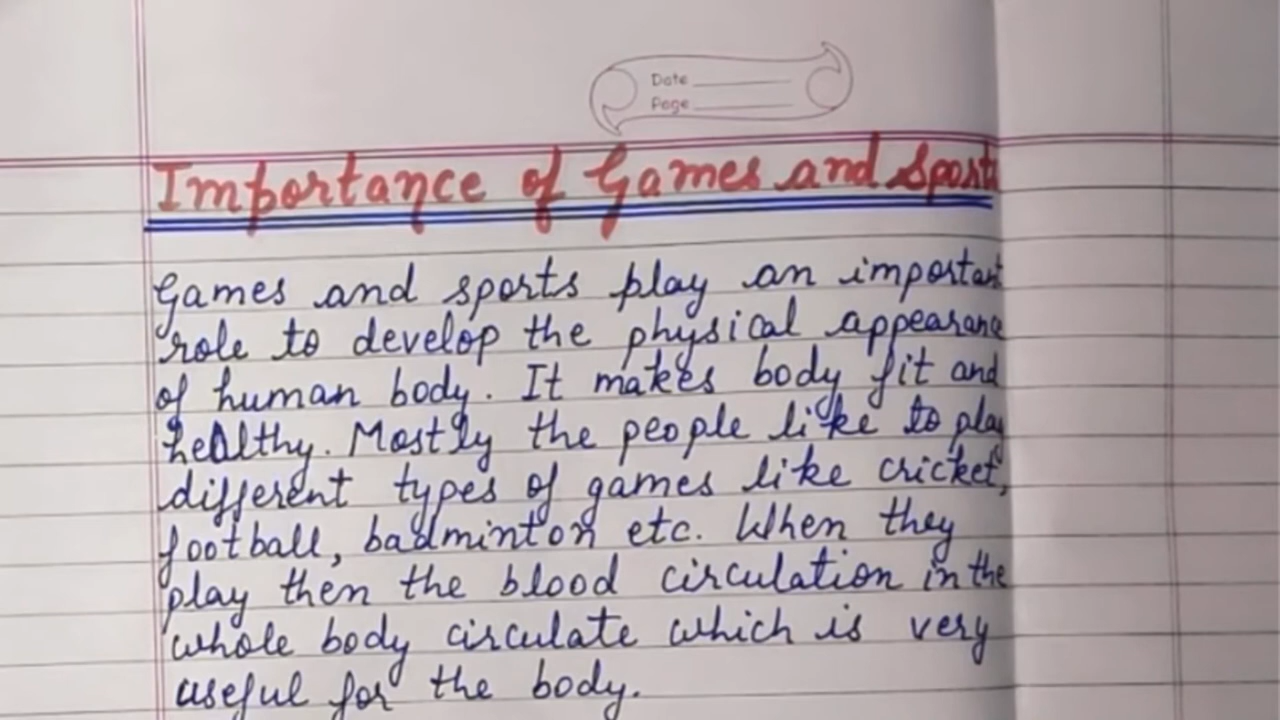 Date
Page
Importance of Games and Sports
Games and sports play an important
role to develop the physical appearance
of human body. It makes body fit and
healthy. Mostly the people like to play
different types of games like cricket,
football, badminton etc. When they
play then the blood circulation in the
whole body circulate which is very
useful for the body.